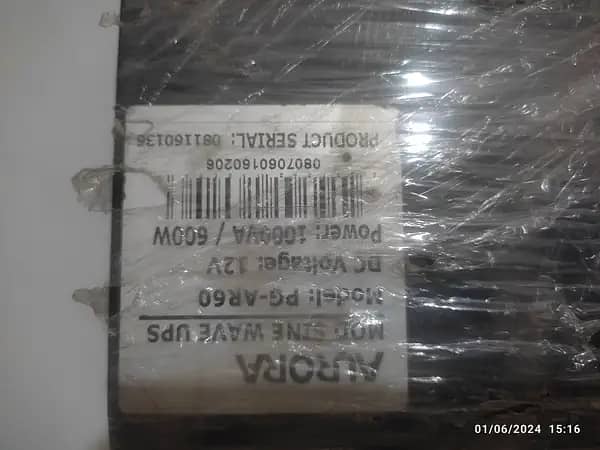 AURORA
MOD SINE WAVE UPS
Model: PG-AR60
DC Voltage: 12V
Power: 1000VA / 600W
0807060160206
PRODUCT SERIAL: 081160136
01/06/2024 15:16